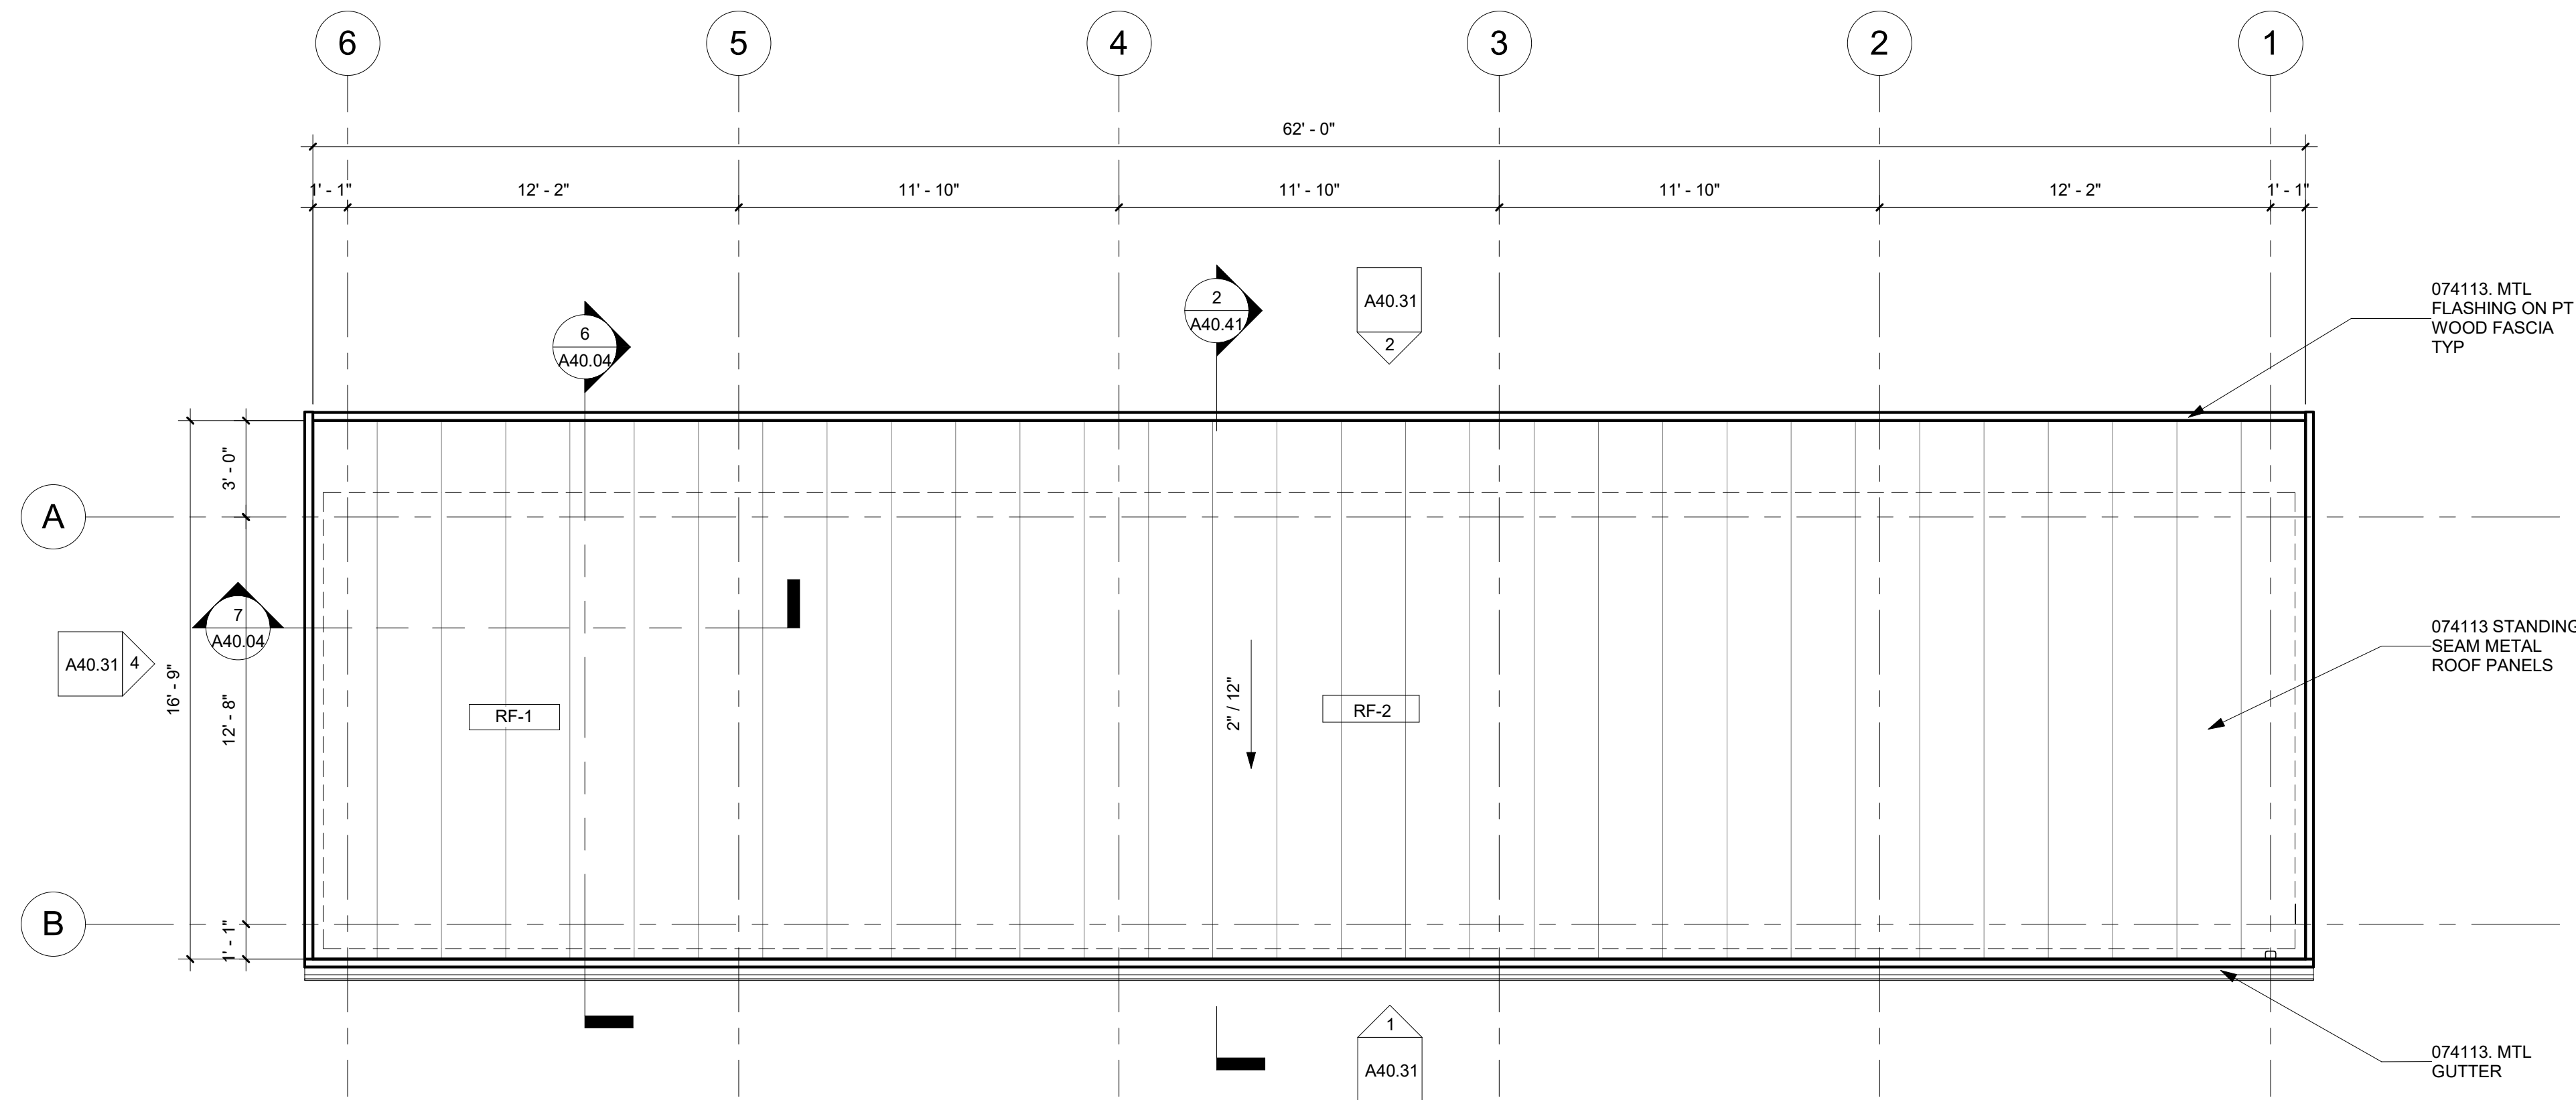 6
5
4
3
2
1
62' - 0"
1' - 1"
12' - 2"
11' - 10"
11' - 10"
11' - 10"
12' - 2"
1' - 1"
6
A40.04
2
A40.41
A40.31
2
074113. MTL
FLASHING ON PT
WOOD FASCIA
TYP
3' - 0"
A
7
A40.04
A40.31
4
16' - 9"
12' - 8"
RF-1
2" / 12"
RF-2
074113 STANDING
SEAM METAL
ROOF PANELS
B
1' - 1"
1
A40.31
074113. MTL
GUTTER